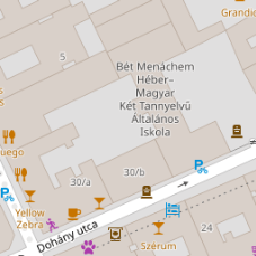 Grandi
5
Bét Menáchem
Héber–
Magyar
Két Tannyelvű
Általános
Iskola
uego
30/a
30/b
Yellow
Zebra
Dohány utca
24
Szerum